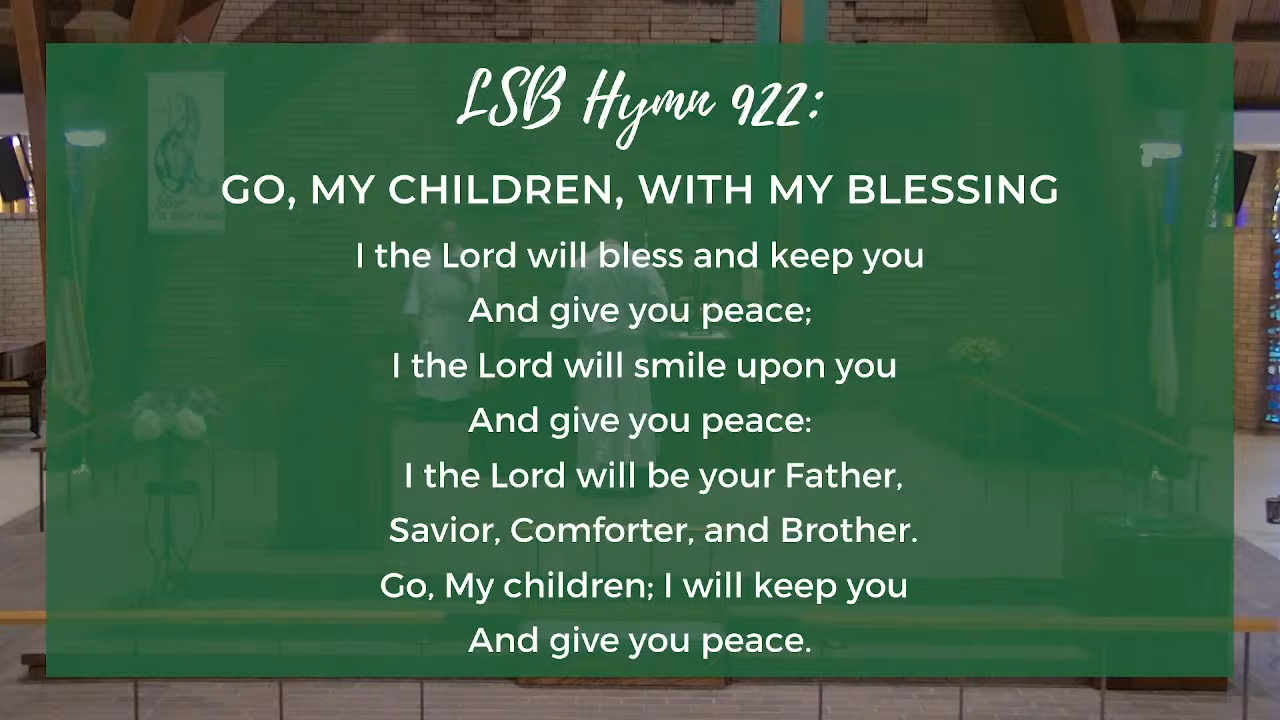 LSB Hymn 922:
GO, MY CHILDREN, WITH MY BLESSING
I the Lord will bless and keep you
And give you peace;
I the Lord will smile upon you
And give you peace:
I the Lord will be your Father,
Savior, Comforter, and Brother.
Go, My children; I will keep you
And give you peace.